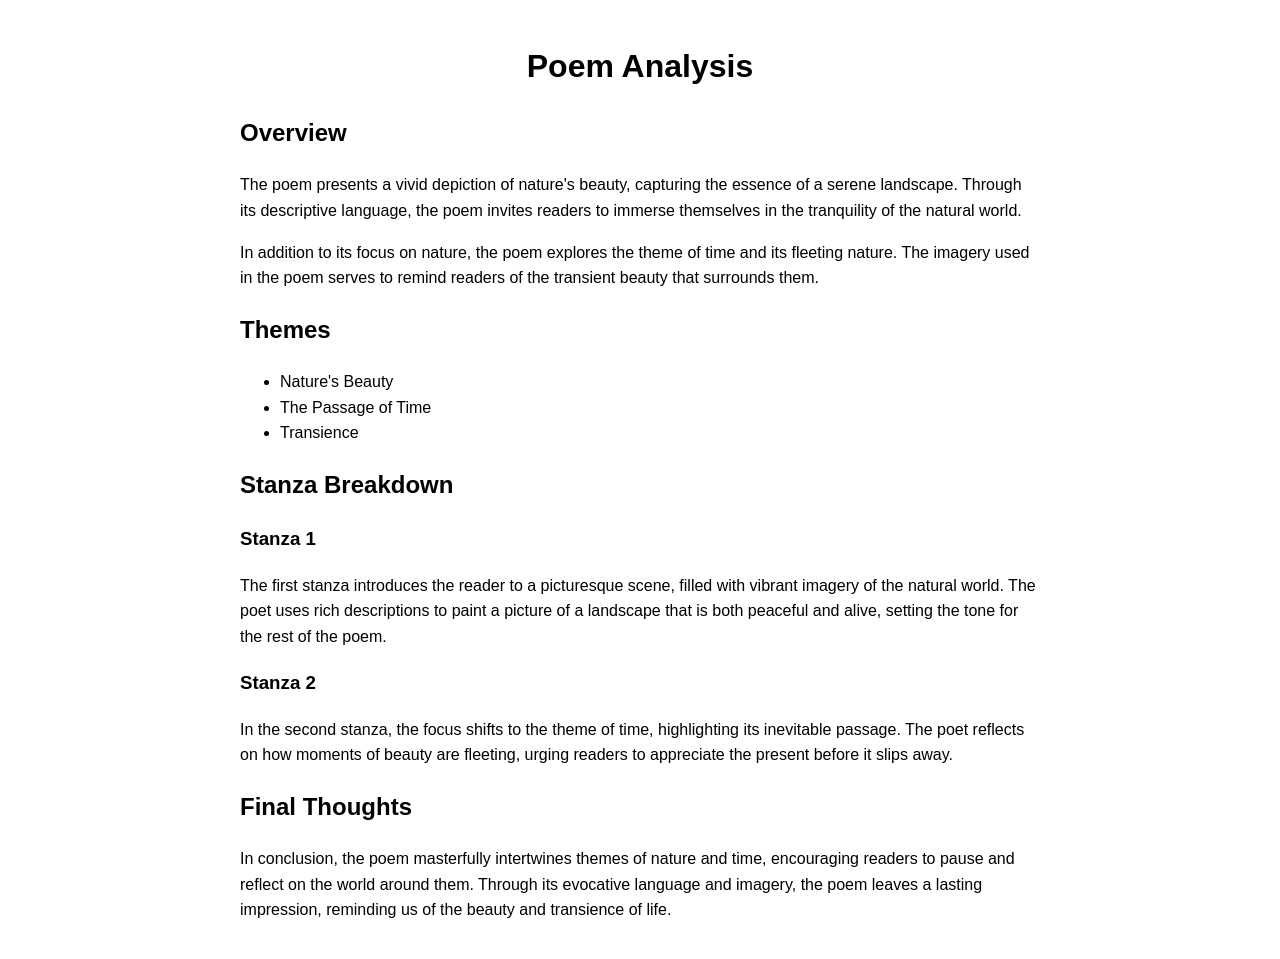 Poem Analysis
Overview
The poem presents a vivid depiction of nature's beauty, capturing the essence of a serene landscape. Through
its descriptive language, the poem invites readers to immerse themselves in the tranquility of the natural world.
In addition to its focus on nature, the poem explores the theme of time and its fleeting nature. The imagery used
in the poem serves to remind readers of the transient beauty that surrounds them.
Themes
• Nature's Beauty
• The Passage of Time
• Transience
Stanza Breakdown
Stanza 1
The first stanza introduces the reader to a picturesque scene, filled with vibrant imagery of the natural world. The
poet uses rich descriptions to paint a picture of a landscape that is both peaceful and alive, setting the tone for
the rest of the poem.
Stanza 2
In the second stanza, the focus shifts to the theme of time, highlighting its inevitable passage. The poet reflects
on how moments of beauty are fleeting, urging readers to appreciate the present before it slips away.
Final Thoughts
In conclusion, the poem masterfully intertwines themes of nature and time, encouraging readers to pause and
reflect on the world around them. Through its evocative language and imagery, the poem leaves a lasting
impression, reminding us of the beauty and transience of life.